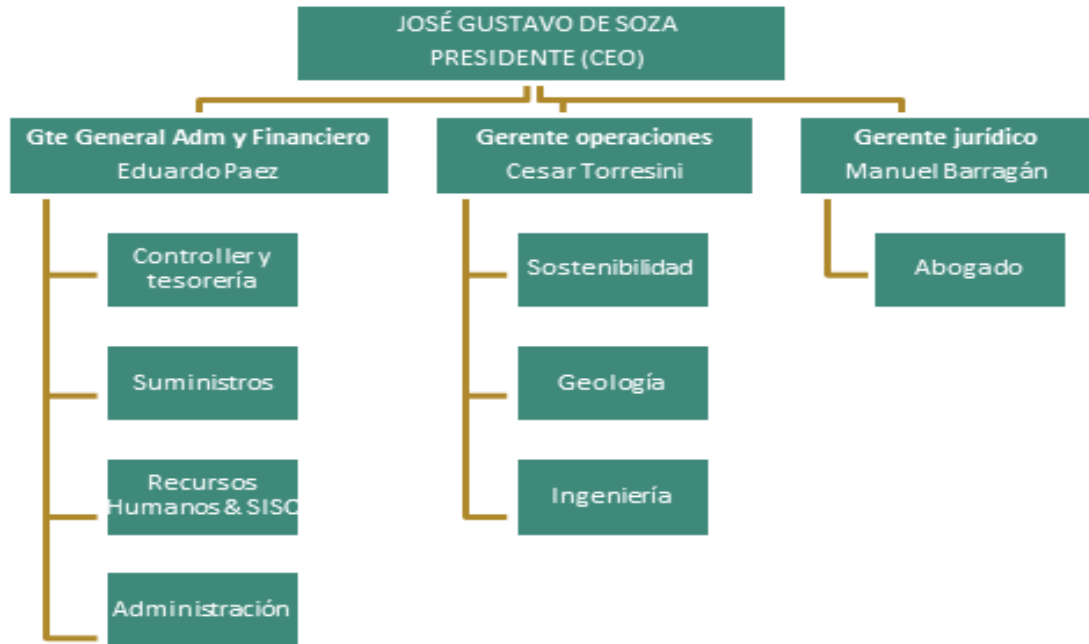 JOSÉ GUSTAVO DE SOZA
PRESIDENTE (CEO)
Gte General Adm y Financiero
Eduardo Paez
Gerente operaciones
Cesar Torresini
Gerente jurídico
Manuel Barragán
Controller y
tesorería
Suministros
Recursos
Humanos & SISO
Administración
Sostenibilidad
Geología
Ingeniería
Abogado